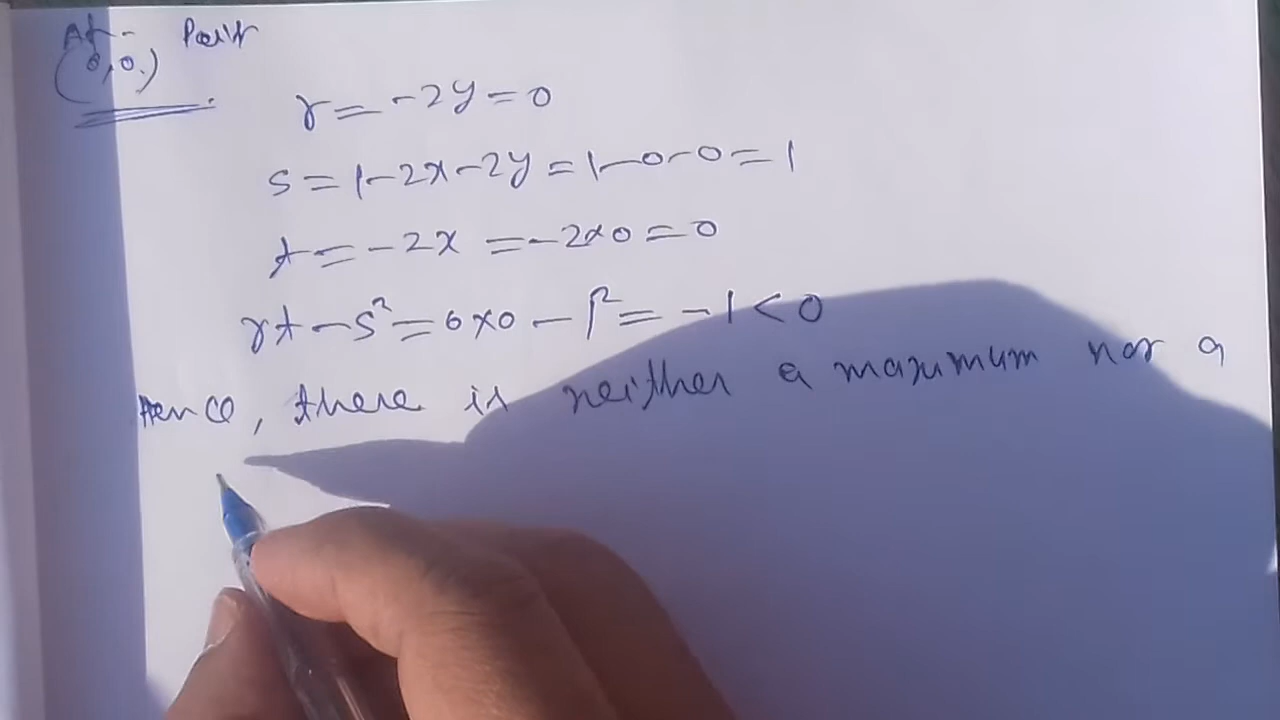 At- Point
(0,0.)
r = -2y = 0
s = 1-2x-2y = 1-0-0 = 1
t = -2x = -2×0 = 0
rt - s² = 0×0 - 1² = -1 < 0
Hence, there is neither a maximum nor a